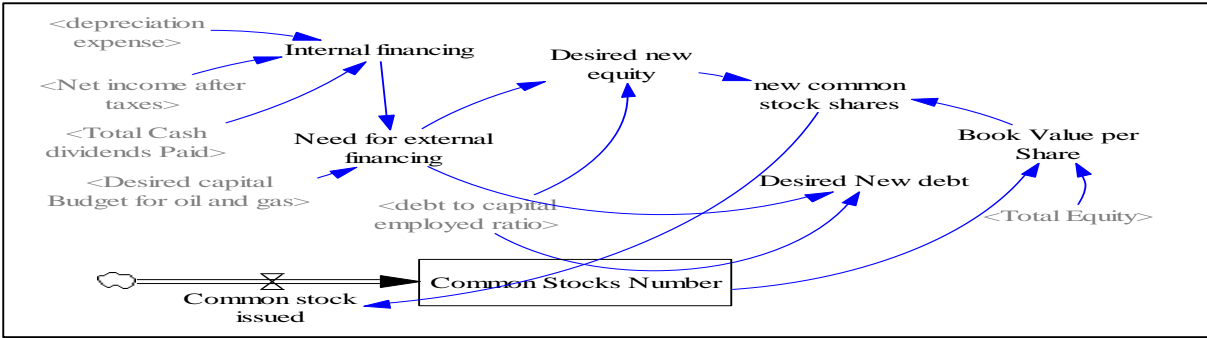 <depreciation
expense>
Internal financing
Desired new
equity
<Net income after
taxes>
new common
stock shares
<Total Cash
dividends Paid>
Need for external
financing
Book Value per
Share
<Desired capital
Budget for oil and gas>
Desired New debt
<debt to capital
employed ratio>
<Total Equity>
Common Stocks Number
Common stock
issued